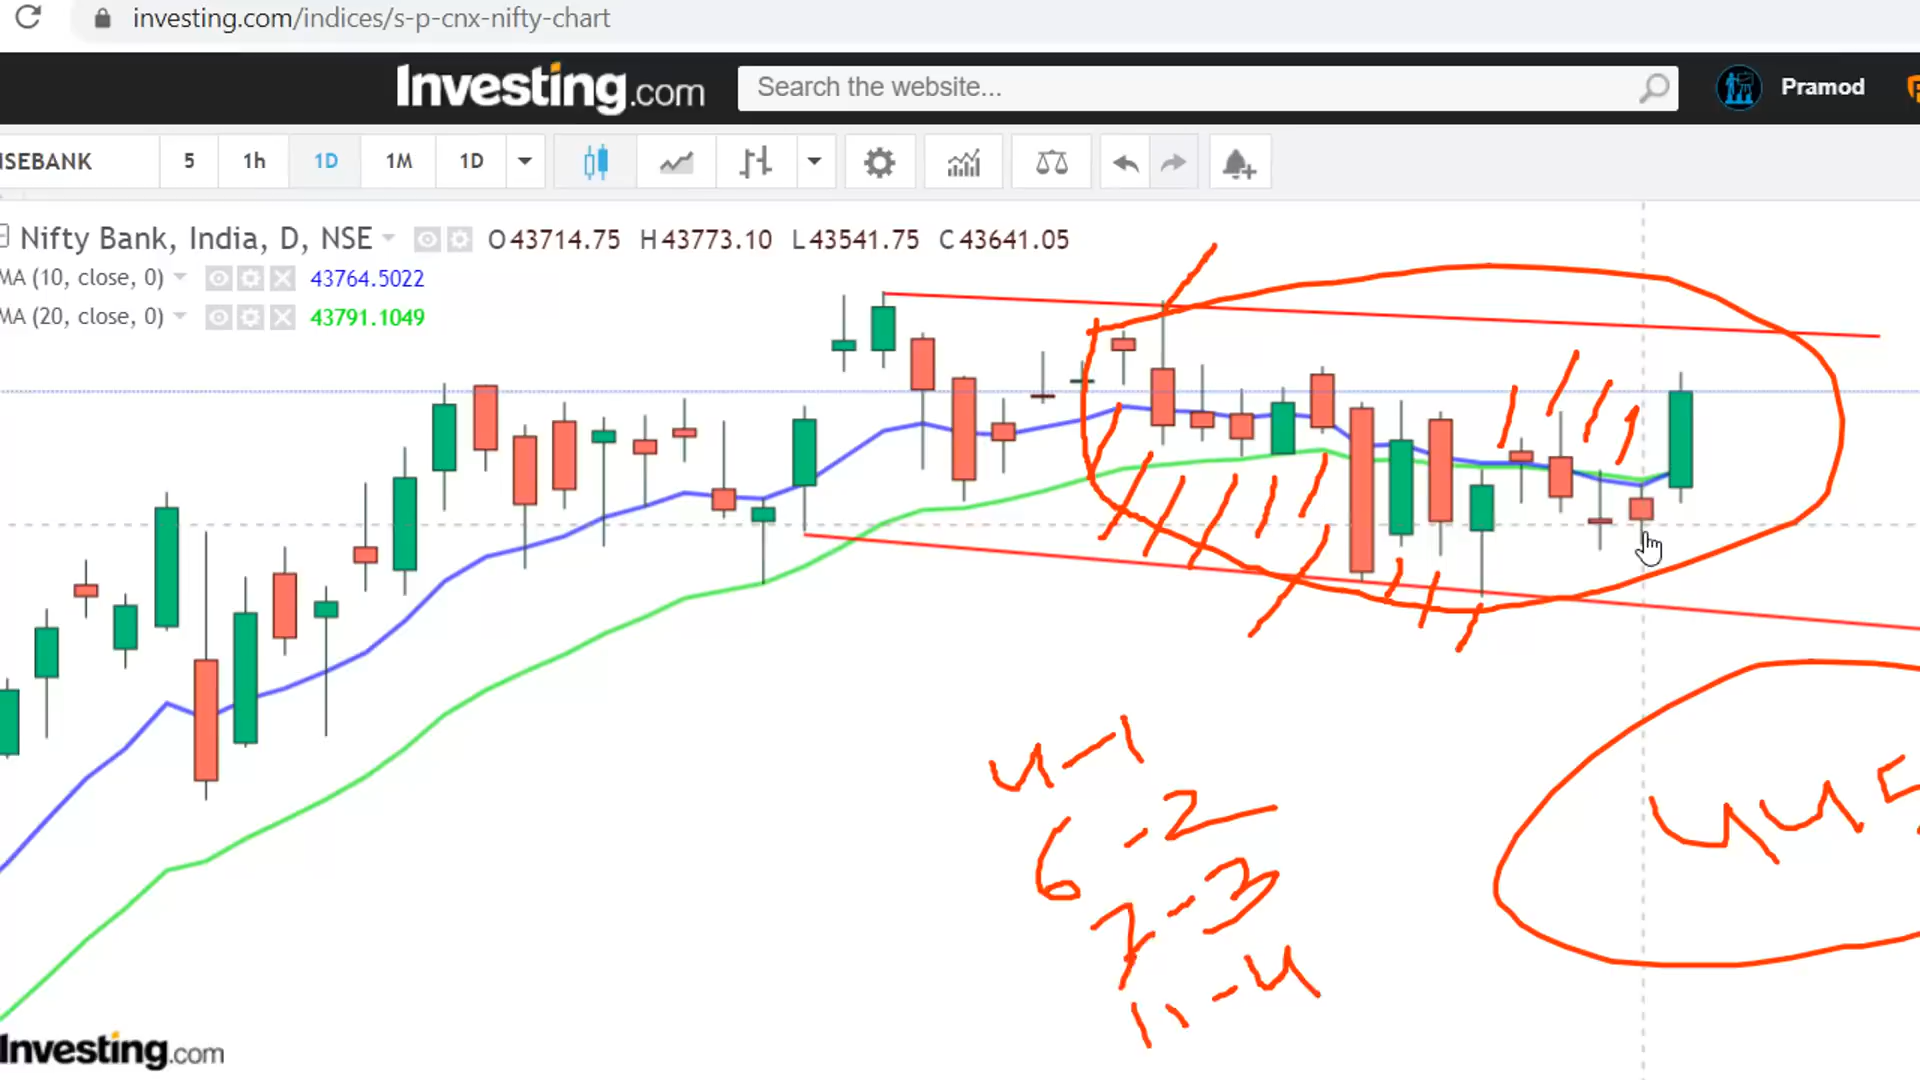 investing.com/indices/s-p-cnx-nifty-chart
Investing.com
Search the website...
Pramod
SEBANK
5
1h
1D
1M
1D
Nifty Bank, India, D, NSE
O43714.75 H43773.10 L43541.75 C43641.05
MA (10, close, 0) 43764.5022
MA (20, close, 0) 43791.1049
4-1
6-2
7-3
11-4
445
Investing.com